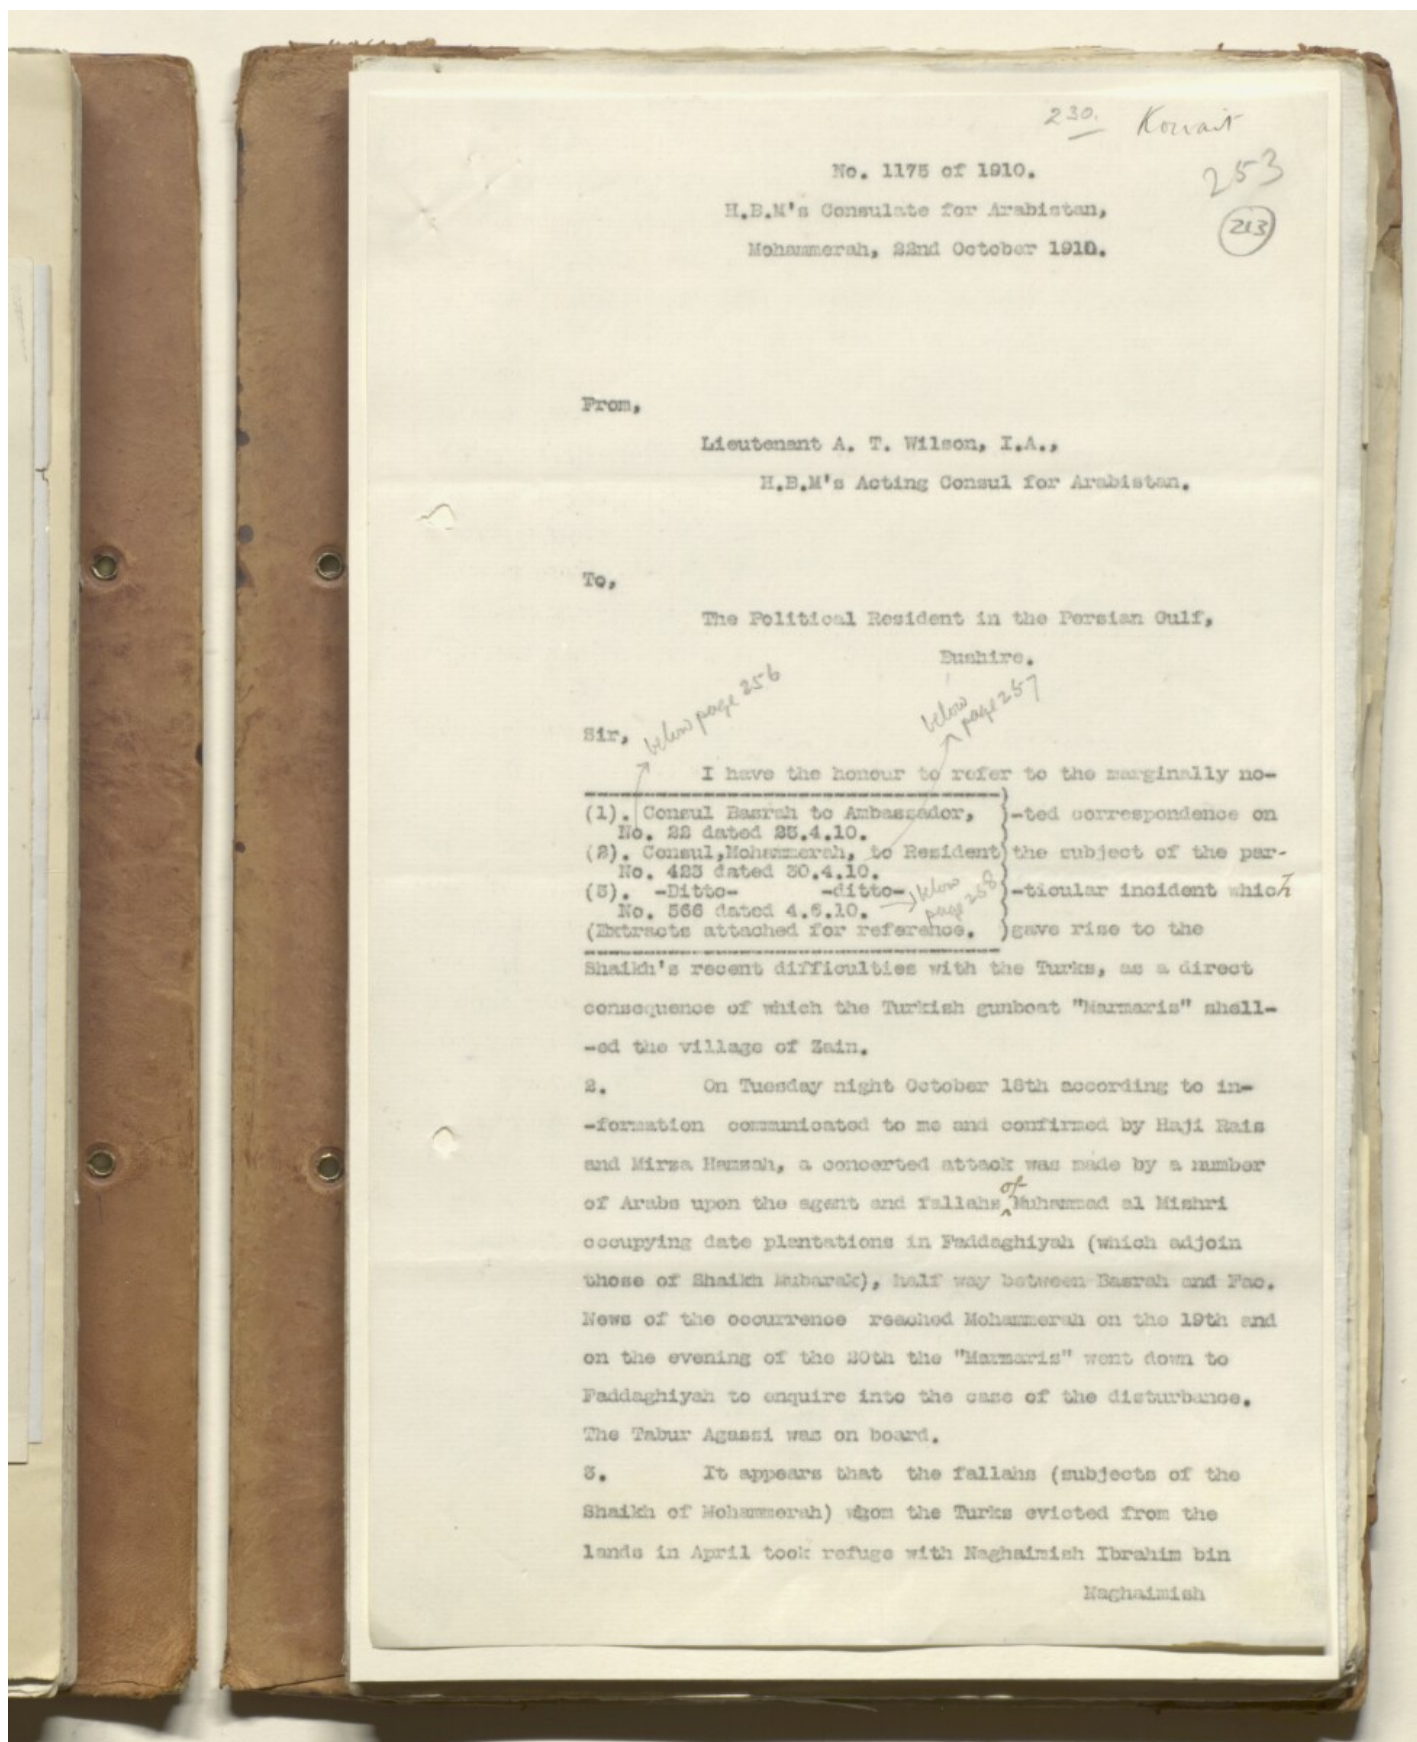 230. Kowait
No. 1175 of 1910.
253
H.B.M's Consulate for Arabistan,
213
Mohammerah, 22nd October 1910.
From,
Lieutenant A. T. Wilson, I.A.,
H.B.M's Acting Consul for Arabistan.
To,
The Political Resident in the Persian Gulf,
Bushire.
below page 256
below
page 257
Sir,
I have the honour to refer to the marginally no-
(1). Consul Basrah to Ambassador, )-ted correspondence on
No. 22 dated 25.4.10.
(2). Consul,Mohammerah, to Resident)the subject of the par-
No. 423 dated 30.4.10.
(3). -Ditto- -ditto- )-ticular incident which
No. 566 dated 4.6.10. below
page 258
(Extracts attached for reference. )gave rise to the
Shaikh's recent difficulties with the Turks, as a direct
consequence of which the Turkish gunboat "Marmaris" shell-
-ed the village of Zain.
2. On Tuesday night October 18th according to in-
-formation communicated to me and confirmed by Haji Rais
and Mirza Hamzah, a concerted attack was made by a number
of Arabs upon the agent and fallahs of Muhammad al Mishri
occupying date plantations in Faddaghiyah (which adjoin
those of Shaikh Mubarak), half way between Basrah and Fao.
News of the occurrence reached Mohammerah on the 19th and
on the evening of the 20th the "Marmaris" went down to
Faddaghiyah to enquire into the case of the disturbance.
The Tabur Agassi was on board.
3. It appears that the fallahs (subjects of the
Shaikh of Mohammerah) whom the Turks evicted from the
lands in April took refuge with Naghaimish Ibrahim bin
Naghaimish